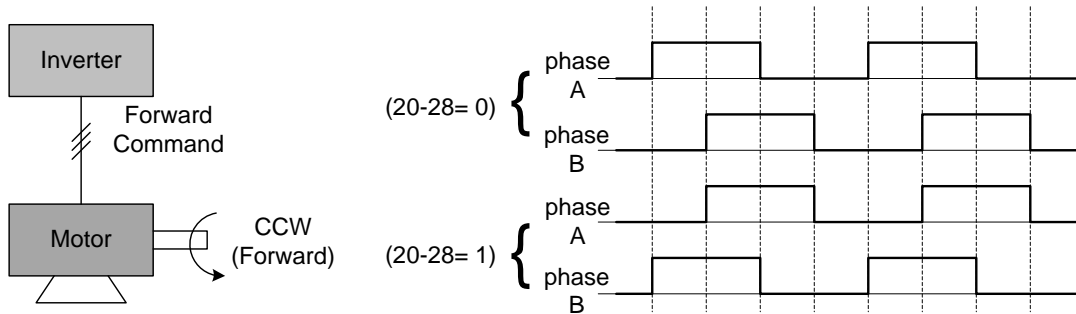 Inverter
Forward
Command
Motor
CCW
(Forward)
(20-28= 0)
{
phase
A
phase
B
(20-28= 1)
{
phase
A
phase
B